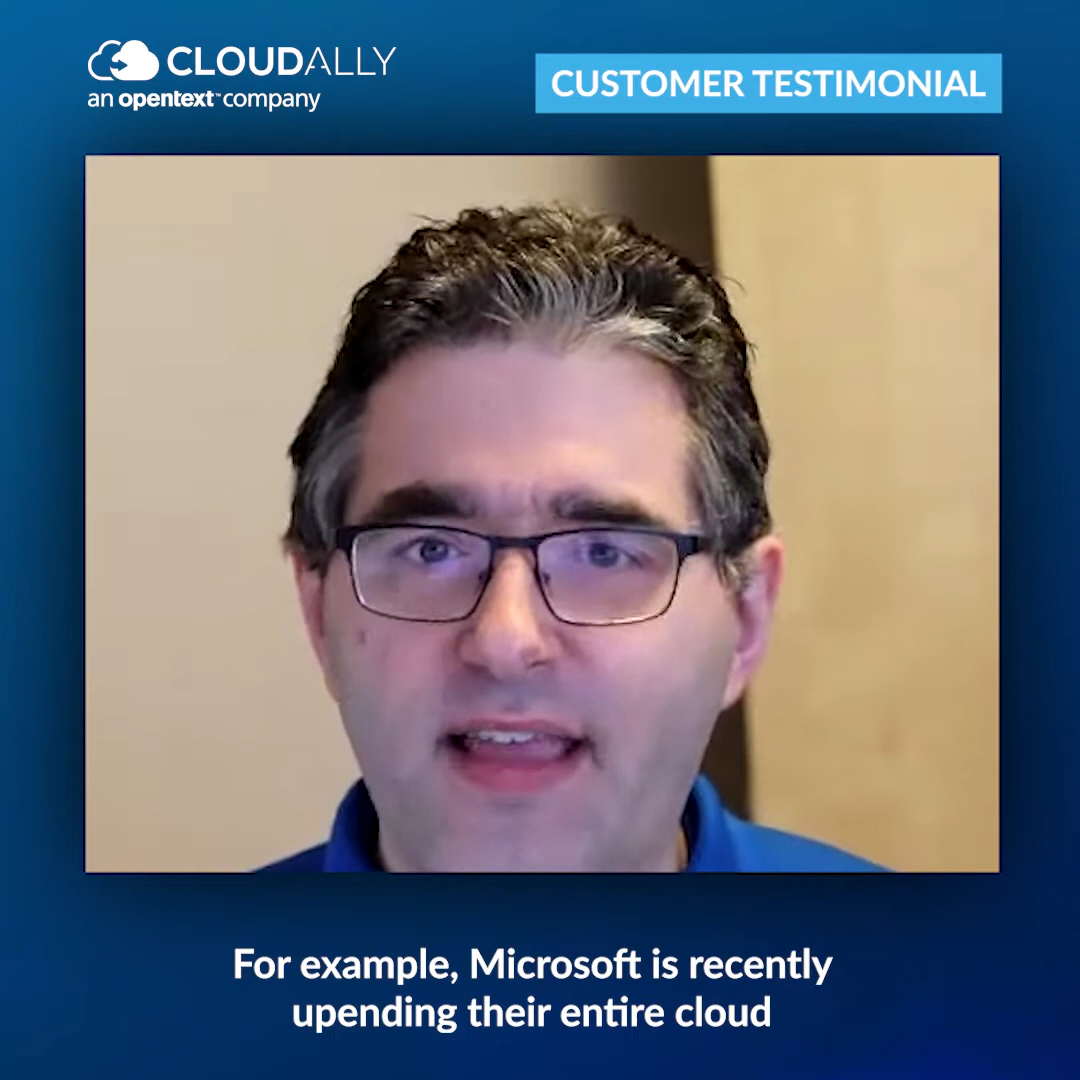 CLOUDALLY
an opentext™ company
CUSTOMER TESTIMONIAL
For example, Microsoft is recently
upending their entire cloud